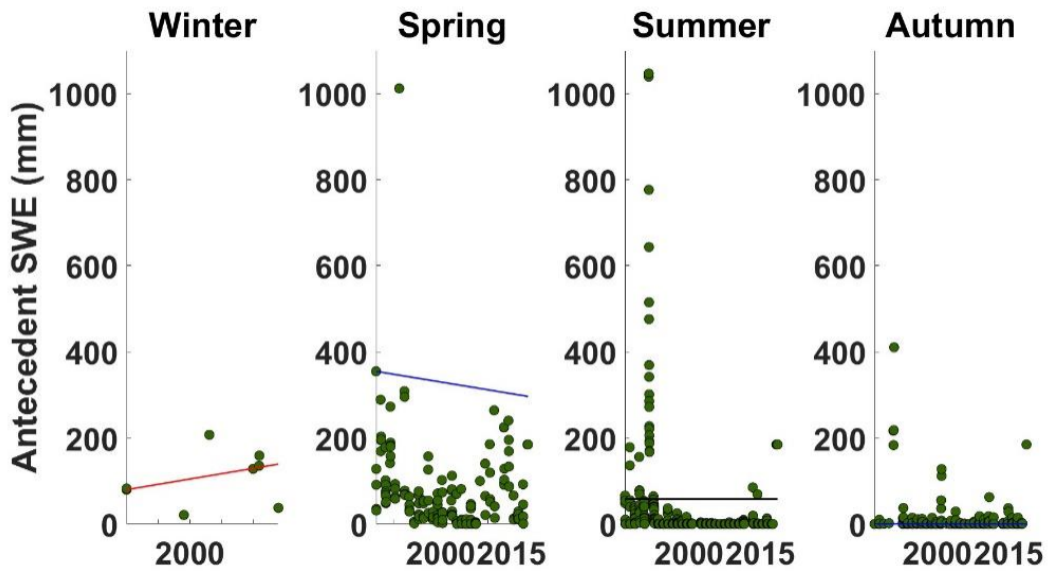 Winter Spring Summer Autumn
Antecedent SWE (mm)
1000 1000 1000 1000
800 800 800 800
600 600 600 600
400 400 400 400
200 200 200 200
0 0 0 0
2000 20002015 20002015 20002015